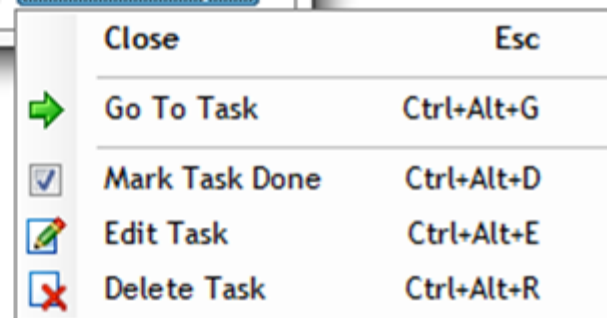 Close Esc
Go To Task Ctrl+Alt+G
Mark Task Done Ctrl+Alt+D
Edit Task Ctrl+Alt+E
Delete Task Ctrl+Alt+R